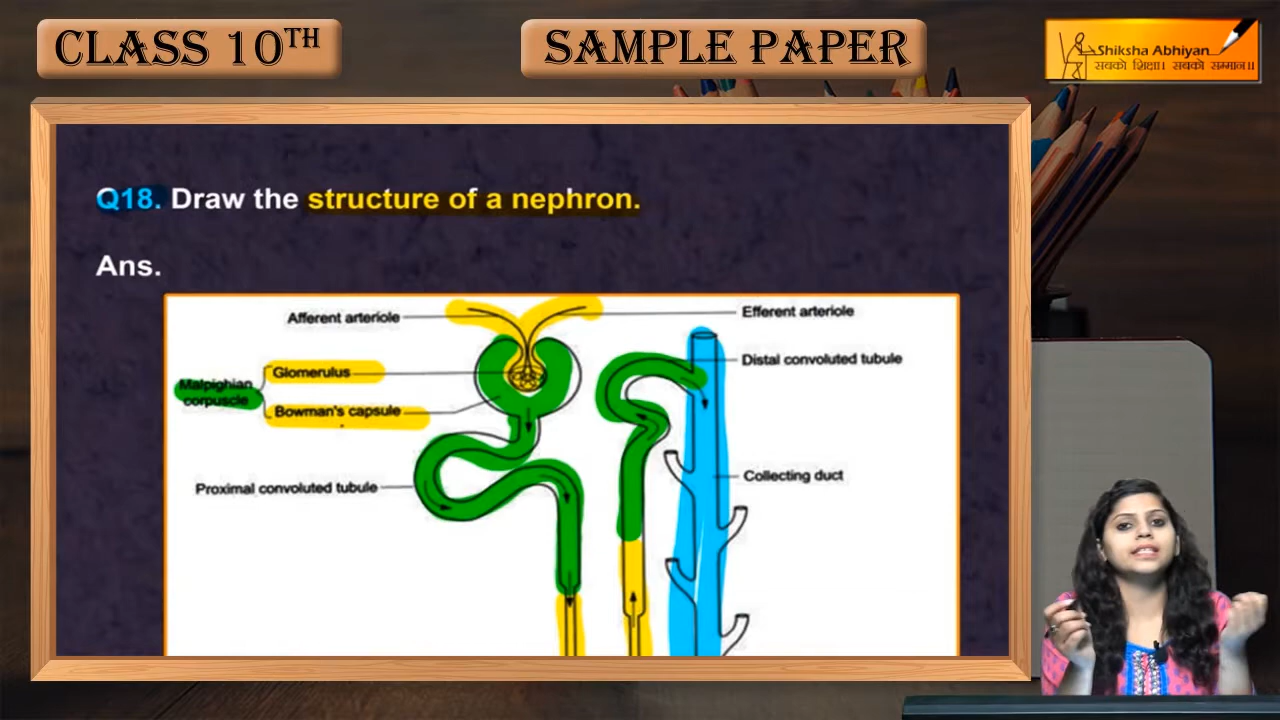 CLASS 10TH
SAMPLE PAPER
Shiksha Abhiyan
सबको शिक्षा। सबको सम्मान॥
Q18. Draw the structure of a nephron.
Ans.
Afferent arteriole
Efferent arteriole
Glomerulus
Distal convoluted tubule
Malpighian
corpuscle
Bowman's capsule
Proximal convoluted tubule
Collecting duct